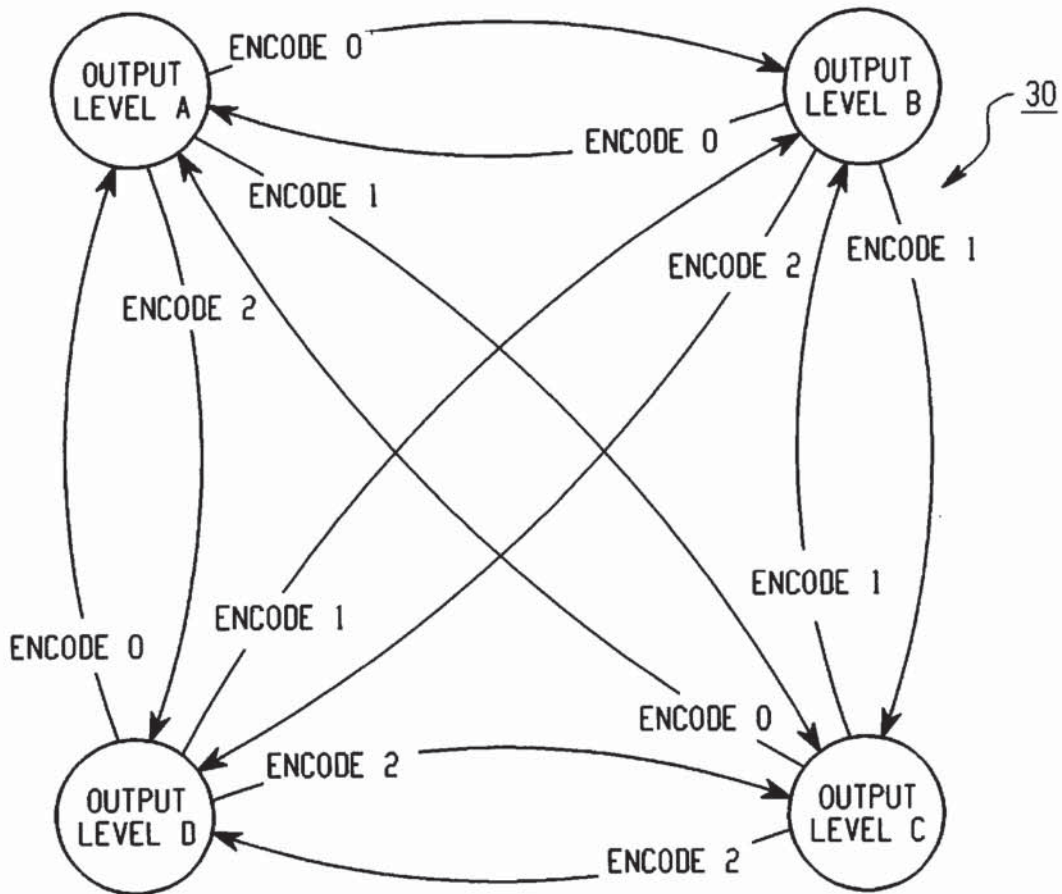 ENCODE 0
OUTPUT
LEVEL A
OUTPUT
LEVEL B
30
ENCODE 0
ENCODE 1
ENCODE 2
ENCODE 1
ENCODE 2
ENCODE 1
ENCODE 1
ENCODE 0
ENCODE 0
ENCODE 2
OUTPUT
LEVEL D
OUTPUT
LEVEL C
ENCODE 2